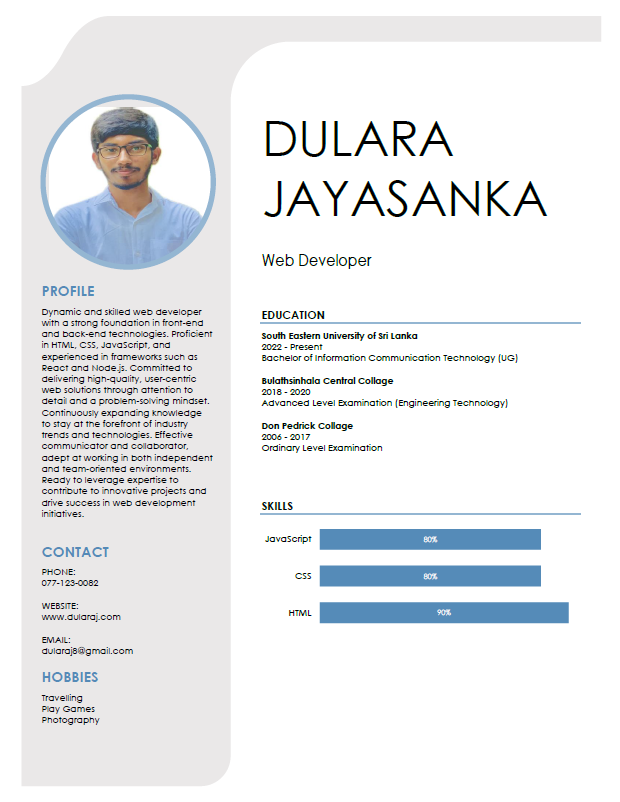 DULARA
JAYASANKA
Web Developer
PROFILE
Dynamic and skilled web developer
with a strong foundation in front-end
and back-end technologies. Proficient
in HTML, CSS, JavaScript, and
experienced in frameworks such as
React and Node.js. Committed to
delivering high-quality, user-centric
web solutions through attention to
detail and a problem-solving mindset.
Continuously expanding knowledge
to stay at the forefront of industry
trends and technologies. Effective
communicator and collaborator,
adept at working in both independent
and team-oriented environments.
Ready to leverage expertise to
contribute to innovative projects and
drive success in web development
initiatives.
CONTACT
PHONE:
077-123-0082
WEBSITE:
www.dularaj.com
EMAIL:
dularaj8@gmail.com
HOBBIES
Travelling
Play Games
Photography
EDUCATION
South Eastern University of Sri Lanka
2022 - Present
Bachelor of Information Communication Technology (UG)
Bulathsinhala Central Collage
2018 - 2020
Advanced Level Examination (Engineering Technology)
Don Pedrick Collage
2006 - 2017
Ordinary Level Examination
SKILLS
JavaScript 80%
CSS 80%
HTML 90%